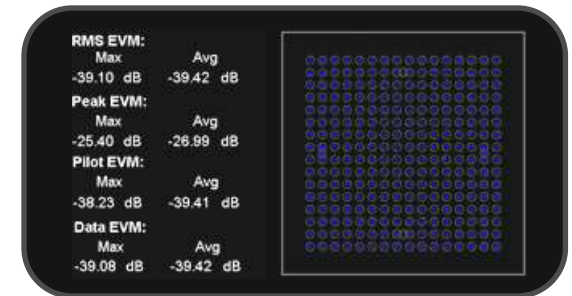 RMS EVM:
Max Avg
-39.10 dB -39.42 dB
Peak EVM:
Max Avg
-25.40 dB -26.99 dB
Pilot EVM:
Max Avg
-38.23 dB -39.41 dB
Data EVM:
Max Avg
-39.08 dB -39.42 dB